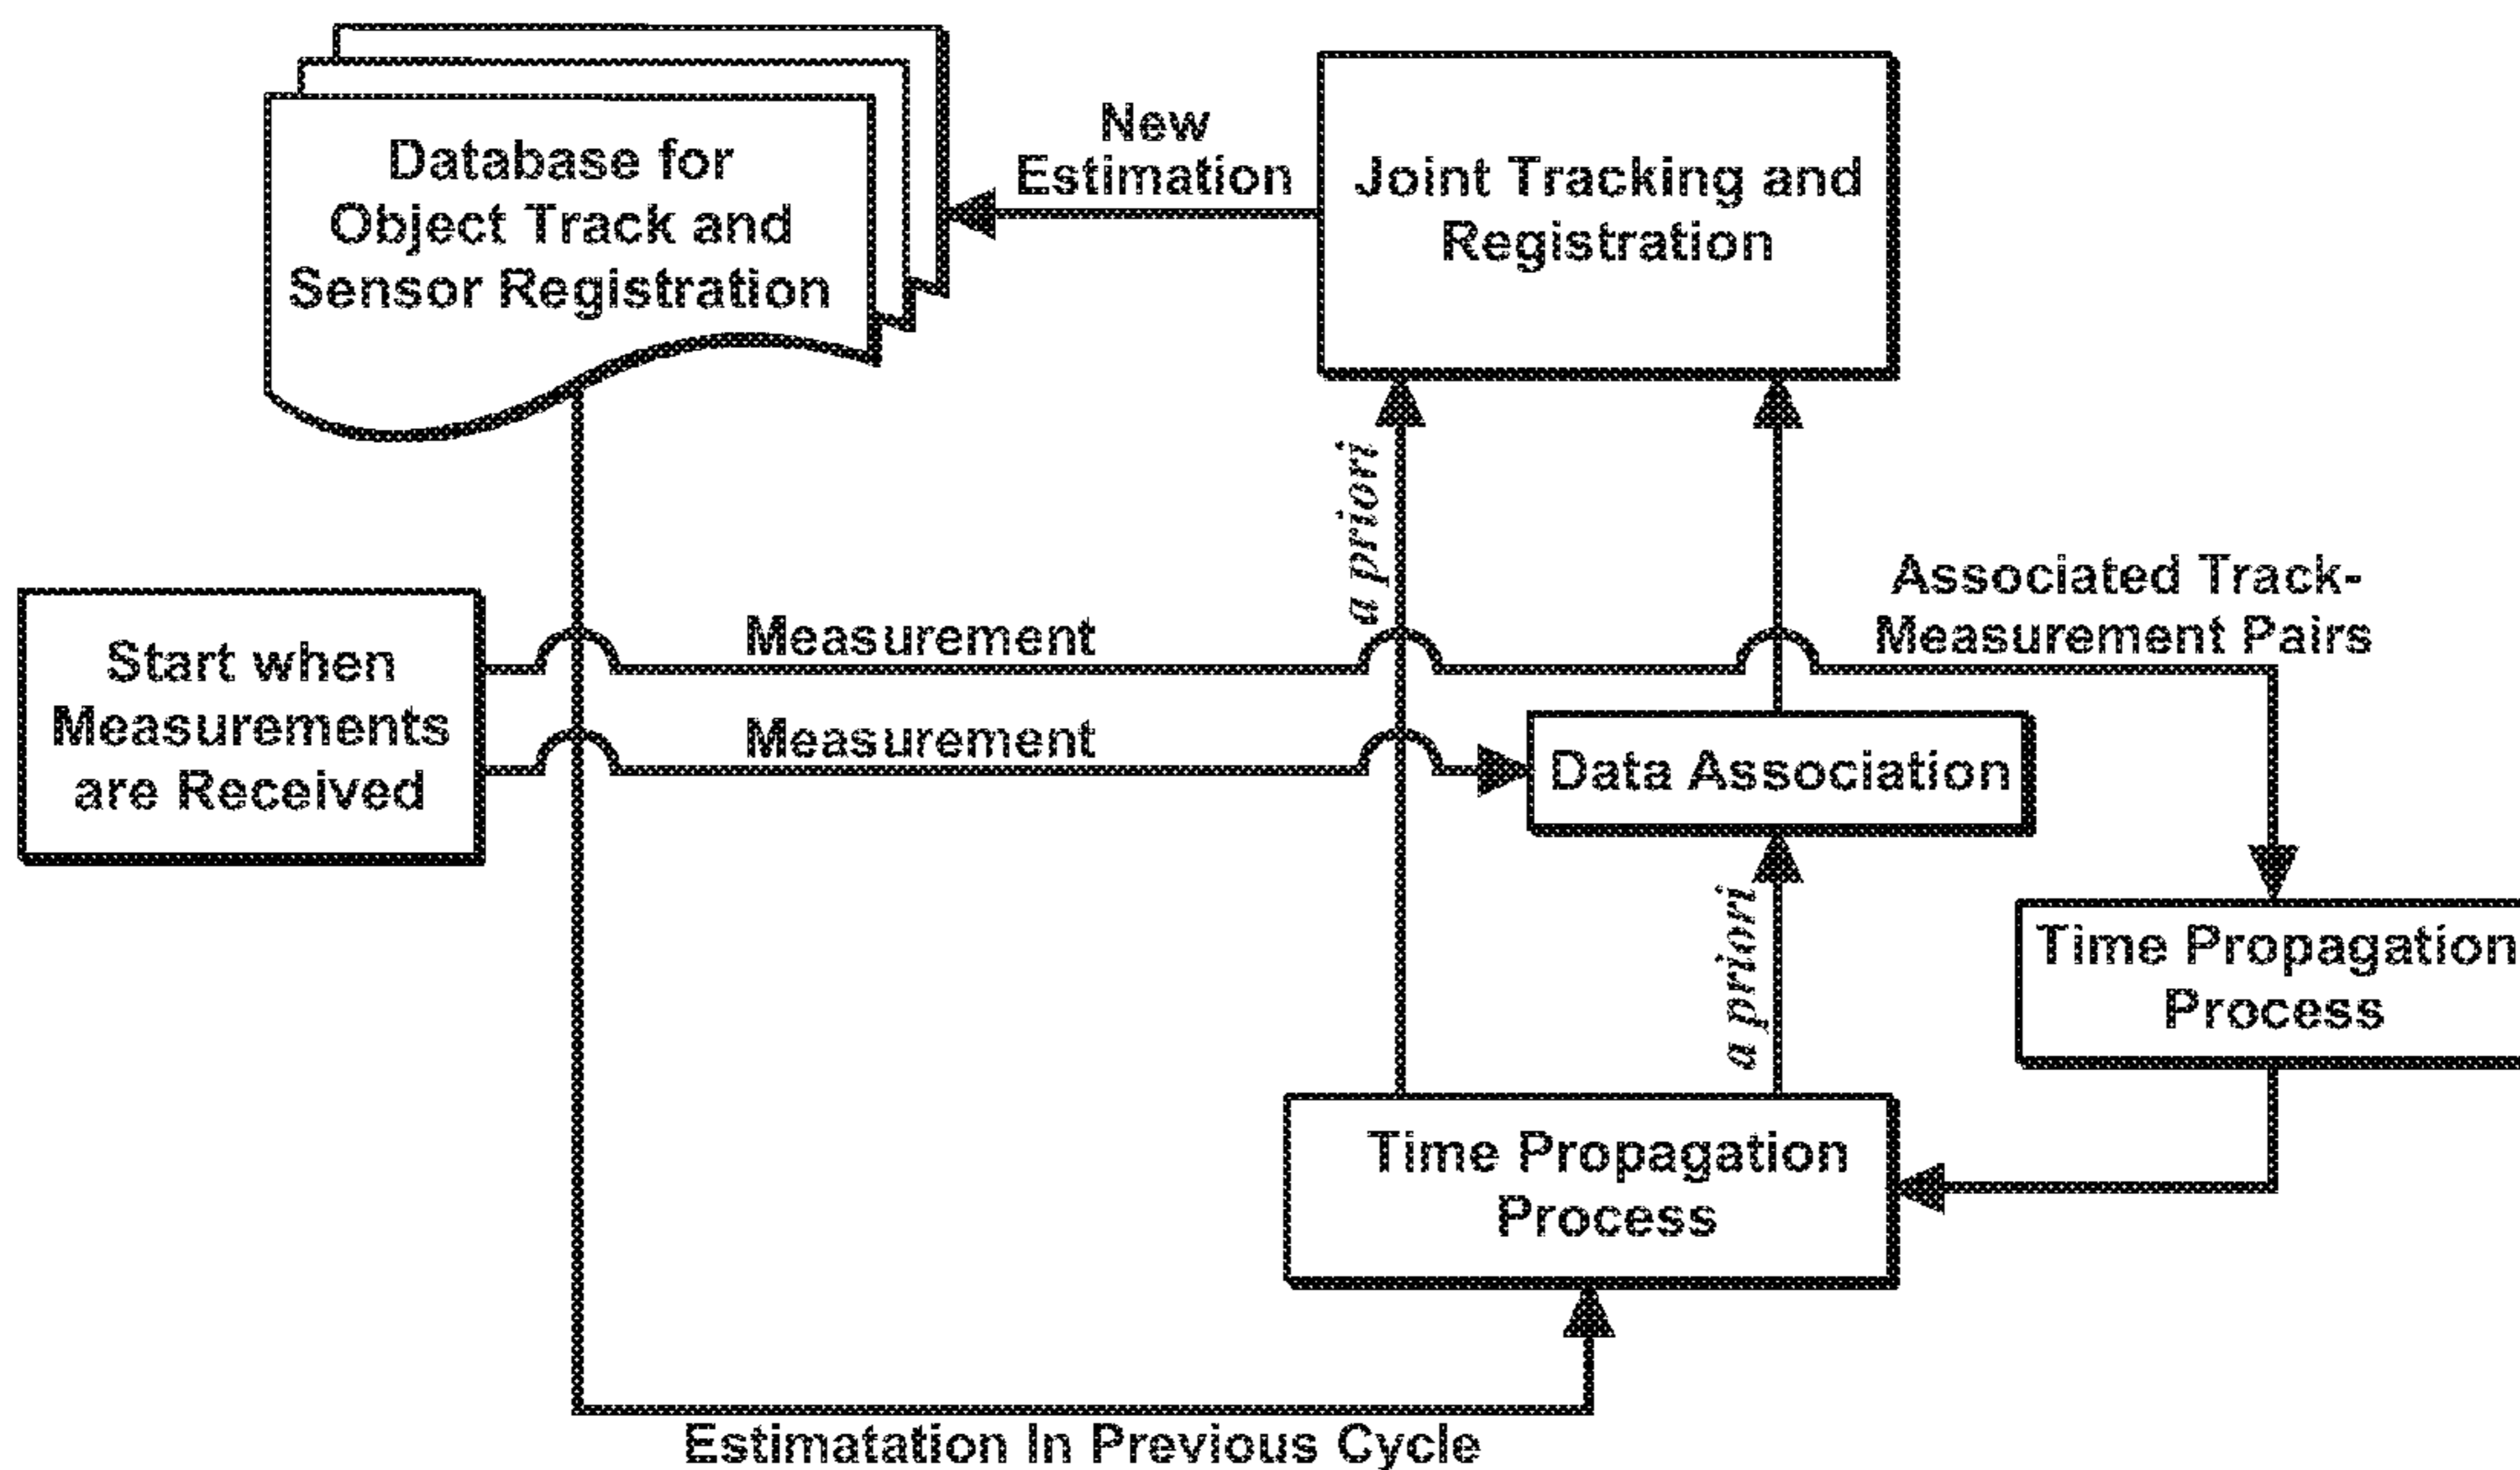 Database for
Object Track and
Sensor Registration
New
Estimation
Joint Tracking and
Registration
a priori
Associated Track-
Measurement Pairs
Start when
Measurements
are Received
Measurement
Measurement
Data Association
a priori
Time Propagation
Process
Time Propagation
Process
Estimatation In Previous Cycle